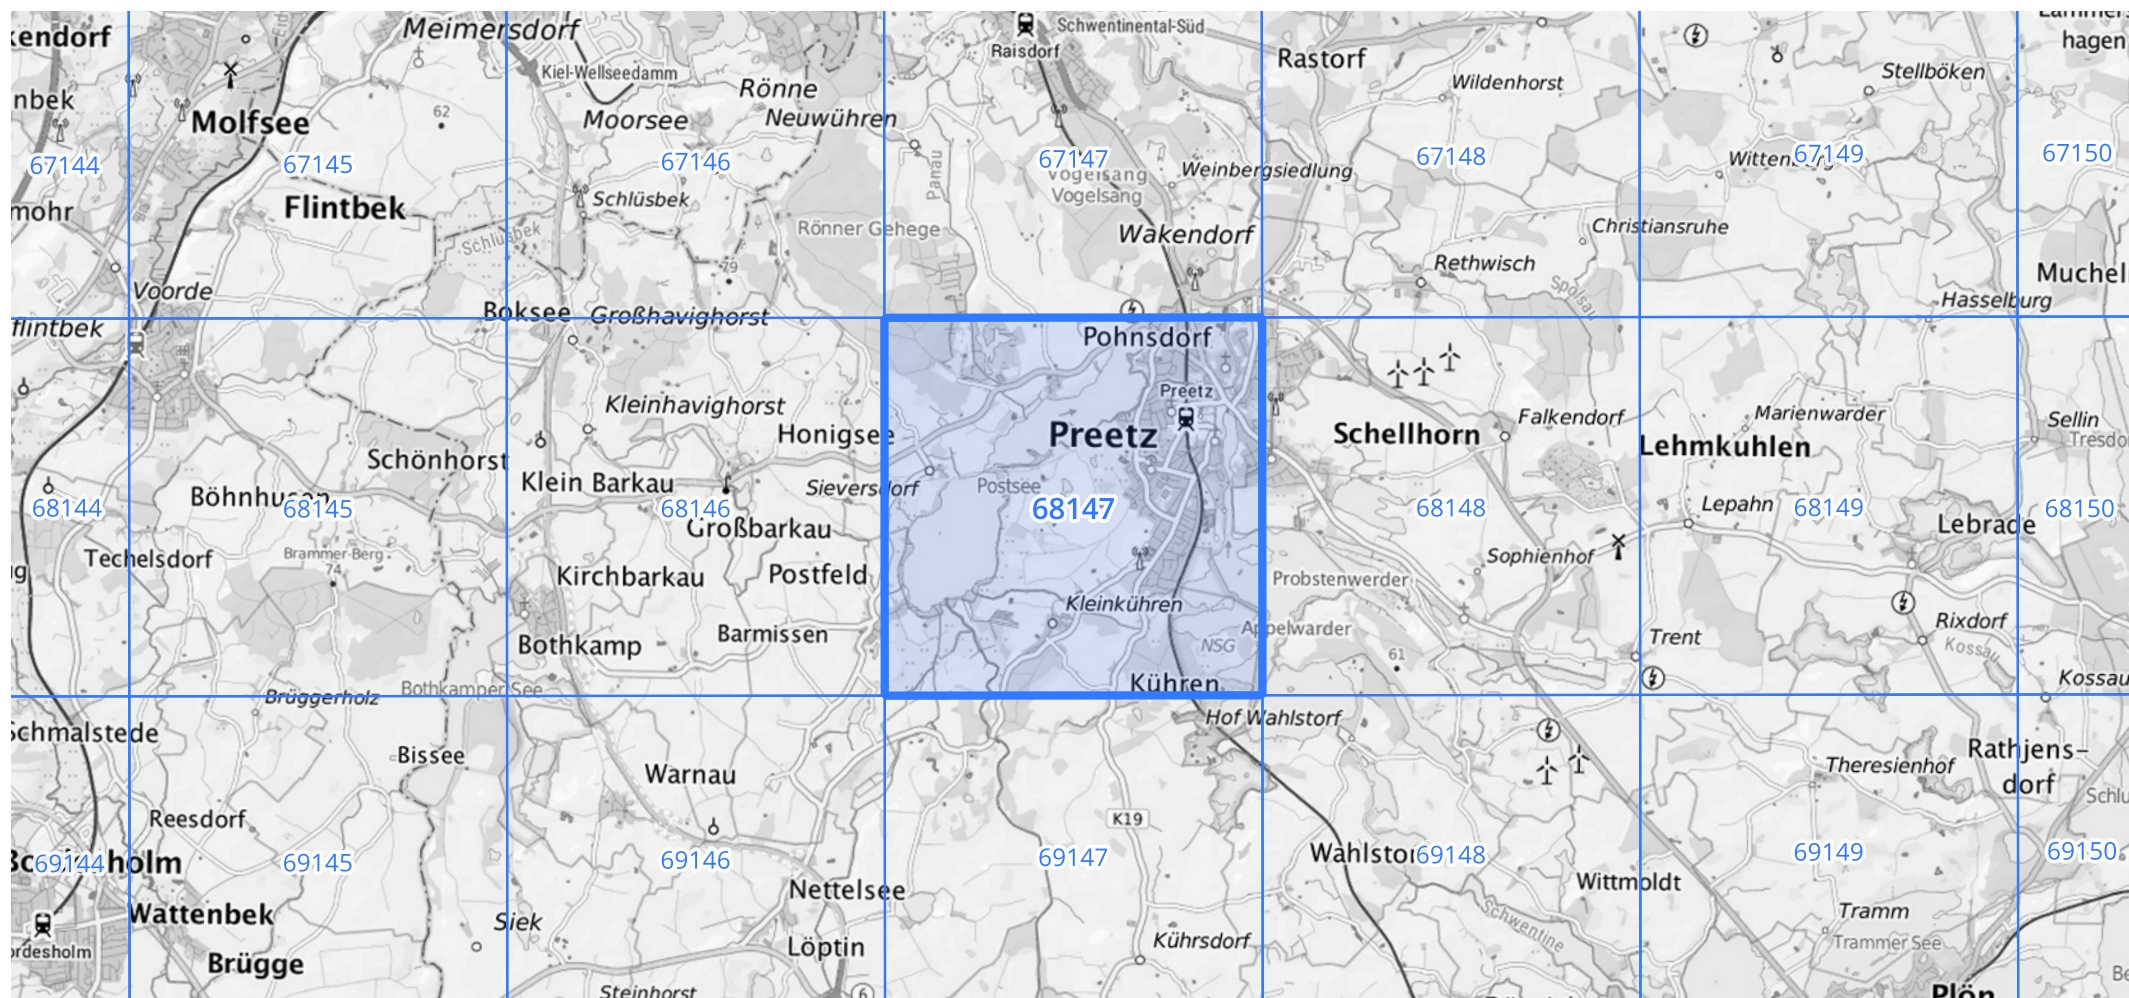 Meimersdorf
Schwentinental-Süd
Raisdorf
Kiel-Wellseedamm
Rastorf
Wildenhorst
Stellböken
hagen
Rönne
Neuwühren
Molfsee
Moorsee
67144
67145
67146
67147
67148
67149
67150
Vogelsang
Vogelsang
Weinbergsiedlung
Panau
Flintbek
Schlüsbek
Schlüsbek
Rönner Gehege
Wakendorf
Christiansruhe
79
62
Rethwisch
Spolsau
Voorde
Boksee
Großhavighorst
Hasselburg
Pohnsdorf
Preetz
Preetz
Kleinhavighorst
Honigsee
Schellhorn
Falkendorf
Marienwarder
Sellin
Lehmkuhlen
Schönhorst
Klein Barkau
Sieversdorf
Postsee
Lepahn
Böhnhusen
68144
68145
68146
68147
68148
68149
68150
Großbarkau
Lebrade
Techelsdorf
Brammer-Berg
74
Kirchbarkau
Postfeld
Sophienhof
Probstenwerder
Kleinkühren
Appelwarder
Rixdorf
Trent
Kossau
Bothkamp
Barmissen
NSG
61
Kossau
Brüggerholz
Bothkamper See
Kühren
Schmalstede
Hof Wahlstorf
Bissee
Warnau
Theresienhof
Rathjens-
dorf
Reesdorf
K19
69144
69145
69146
69147
69148
69149
69150
Nettelsee
Wittmoldt
Wattenbek
Siek
Löptin
Kührsdorf
Schwentine
Tramm
Trammer See
Brügge
Steinhorst
6
Plön